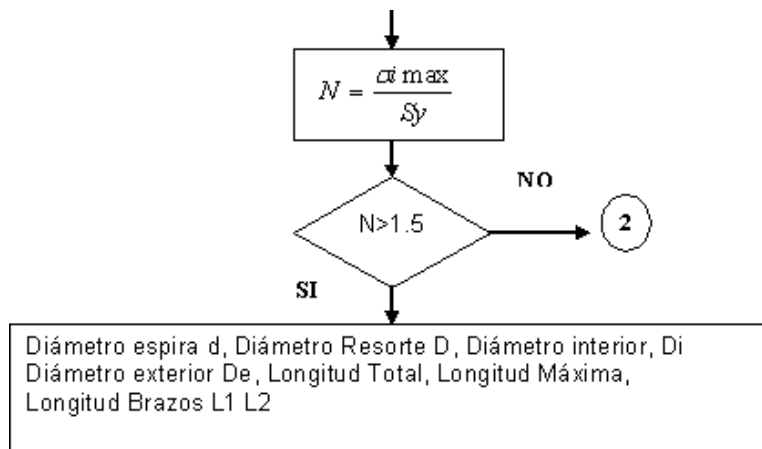 N = σi max / Sy
NO
N>1.5
2
SI
Diámetro espira d, Diámetro Resorte D, Diámetro interior, Di
Diámetro exterior De, Longitud Total, Longitud Máxima,
Longitud Brazos L1 L2